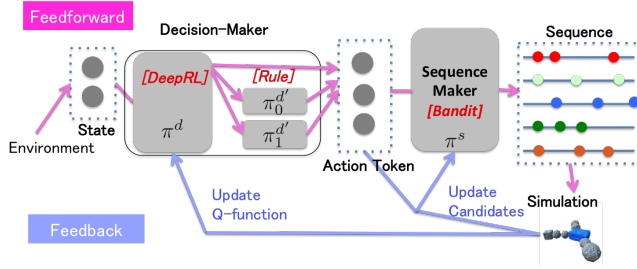 Feedforward
Decision-Maker
Sequence
State
Environment
[DeepRL]
πᵈ
[Rule]
π₀ᵈ′
π₁ᵈ′
Action Token
Sequence
Maker
[Bandit]
πˢ
Simulation
Update
Q-function
Update
Candidates
Feedback